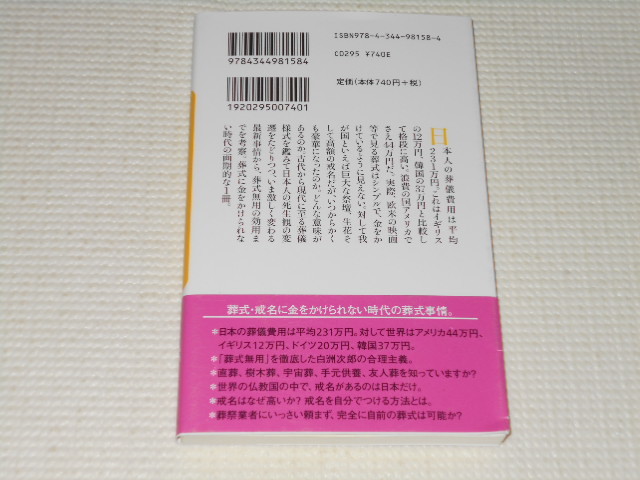 ISBN978-4-344-98158-4
C0295 ¥740E
定価(本体740円+税)
9784344981584
1920295007401
日本人の葬儀費用は平均
231万円。これはイギリス
の12万円、韓国の37万円と比較し
て格段に高い。浪費の国アメリカで
さえ44万円だ。実際、欧米の映画
等で見る葬式はシンプルで、金をか
けているように見えない。対して我
が国といえば巨大な祭壇、生花そ
して高額の戒名だが、いつからかく
も豪華になったのか。どんな意味が
あるのか。古代から現代に至る葬儀
様式を鑑みて日本人の死生観の変
遷をたどりつつ、いま激しく変わる
最新事情から、葬式無用の効用ま
でを考察。葬式に金をかけられな
い時代の画期的な1冊。
葬式・戒名に金をかけられない時代の葬式事情。
*日本の葬儀費用は平均231万円。対して世界はアメリカ44万円、
イギリス12万円、ドイツ20万円、韓国37万円。
*「葬式無用」を徹底した白洲次郎の合理主義。
*直葬、樹木葬、宇宙葬、手元供養、友人葬を知っていますか?
*世界の仏教国の中で、戒名があるのは日本だけ。
*戒名はなぜ高いか? 戒名を自分でつける方法とは。
*葬祭業者にいっさい頼まず、完全に自前の葬式は可能か?